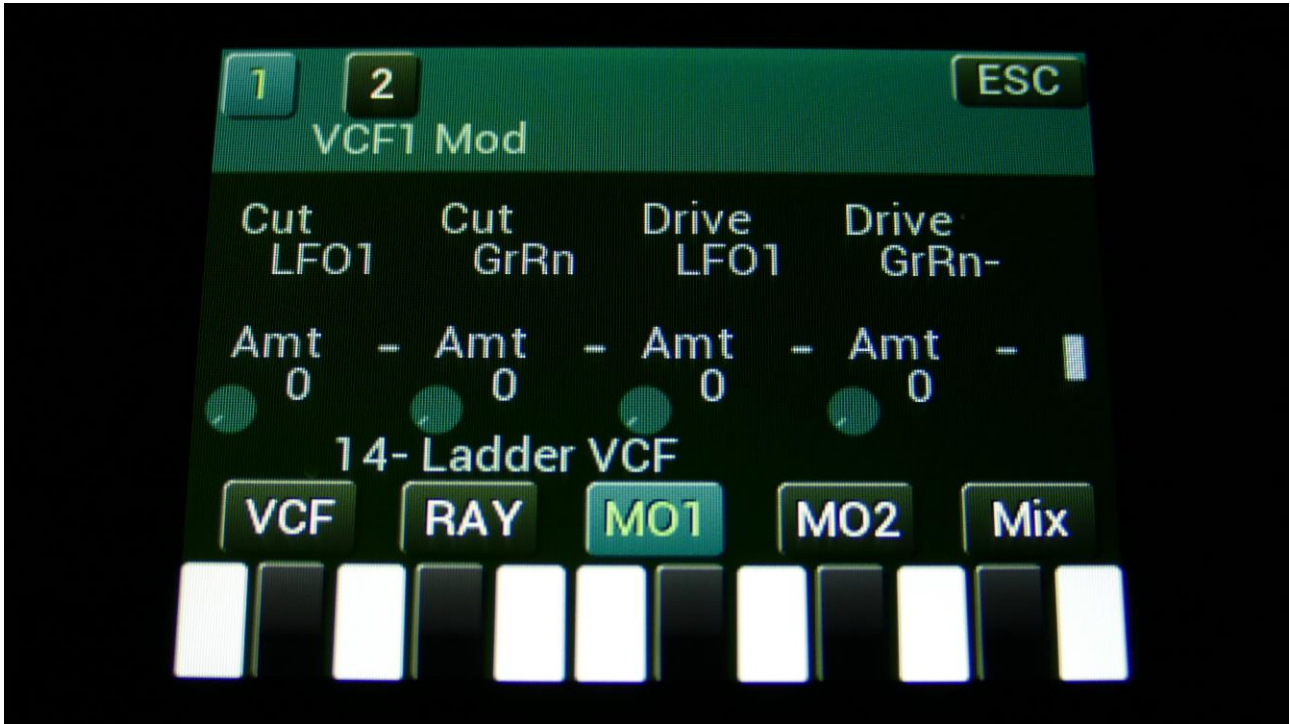 1 2 ESC
VCF1 Mod
Cut Cut Drive Drive
LFO1 GrRn LFO1 GrRn-
Amt - Amt - Amt - Amt -
0 0 0 0
14- Ladder VCF
VCF RAY MO1 MO2 Mix